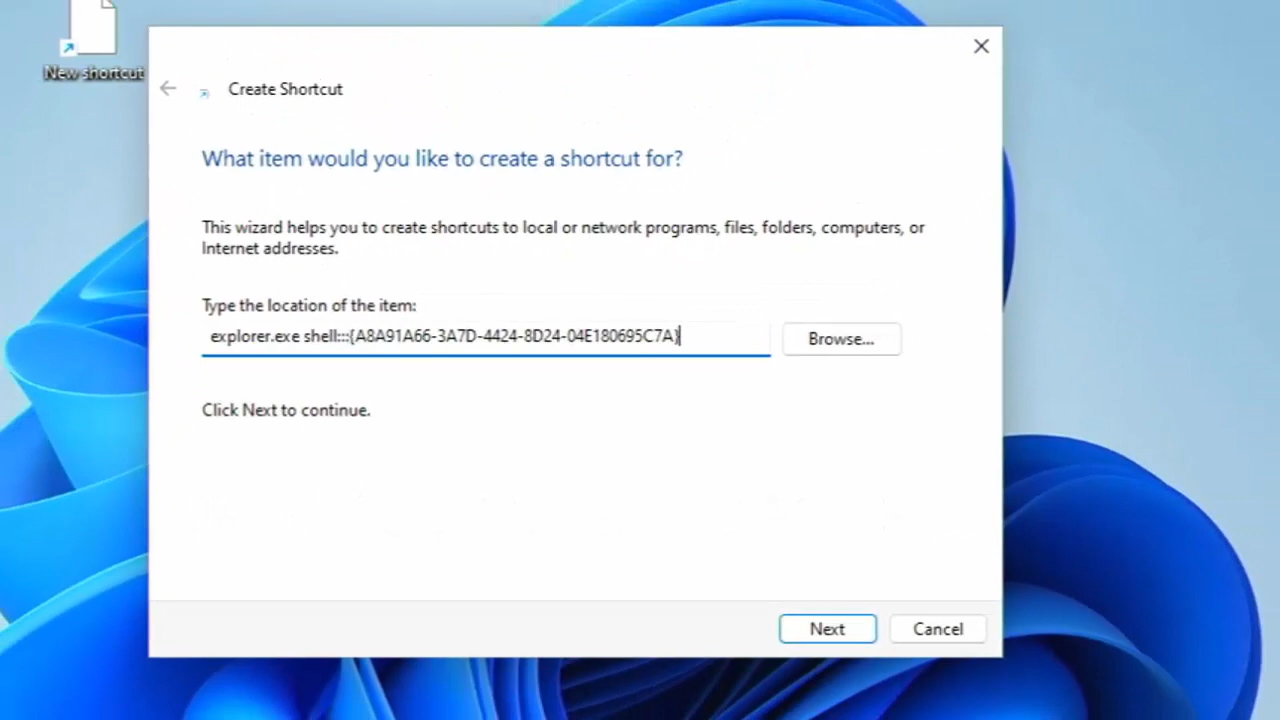 New shortcut
Create Shortcut
What item would you like to create a shortcut for?
This wizard helps you to create shortcuts to local or network programs, files, folders, computers, or
Internet addresses.
Type the location of the item:
explorer.exe shell:::{A8A91A66-3A7D-4424-8D24-04E180695C7A}
Browse...
Click Next to continue.
Next
Cancel